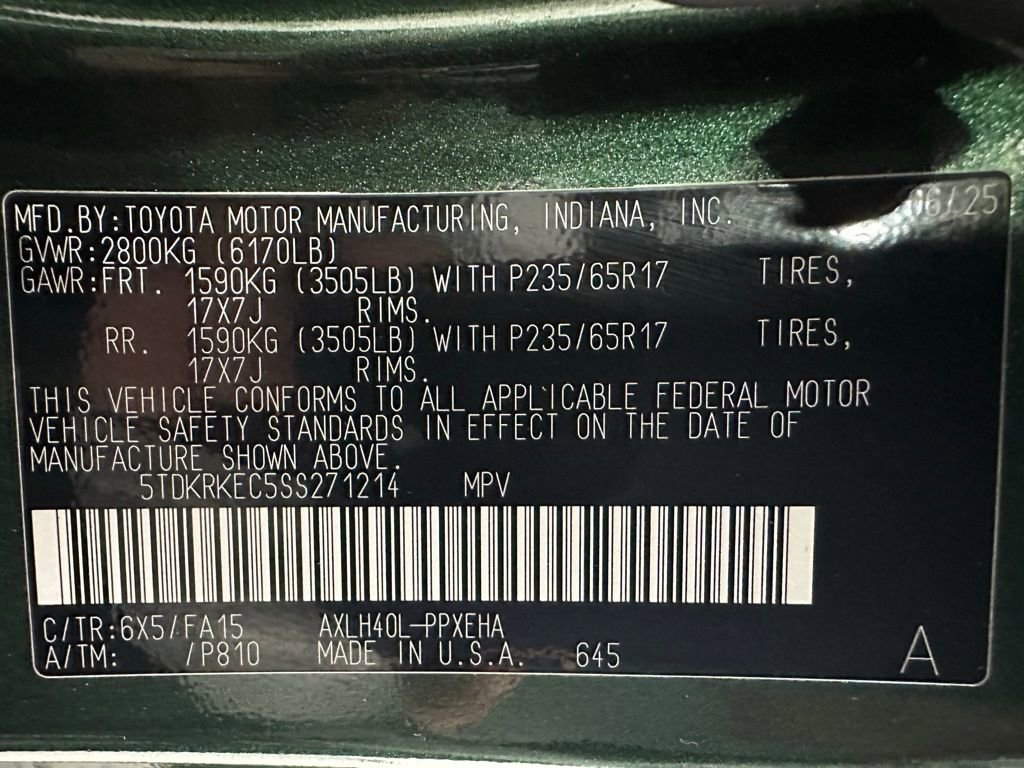 MFD.BY:TOYOTA MOTOR MANUFACTURING, INDIANA, INC. 06/25
GVWR:2800KG (6170LB)
GAWR:FRT. 1590KG (3505LB) WITH P235/65R17 TIRES,
17X7J RIMS.
RR. 1590KG (3505LB) WITH P235/65R17 TIRES,
17X7J RIMS.
THIS VEHICLE CONFORMS TO ALL APPLICABLE FEDERAL MOTOR
VEHICLE SAFETY STANDARDS IN EFFECT ON THE DATE OF
MANUFACTURE SHOWN ABOVE.
5TDKRKEC5SS271214 MPV
C/TR:6X5/FA15 AXLH40L-PPXEHA
A/TM: /P810 MADE IN U.S.A. 645 A